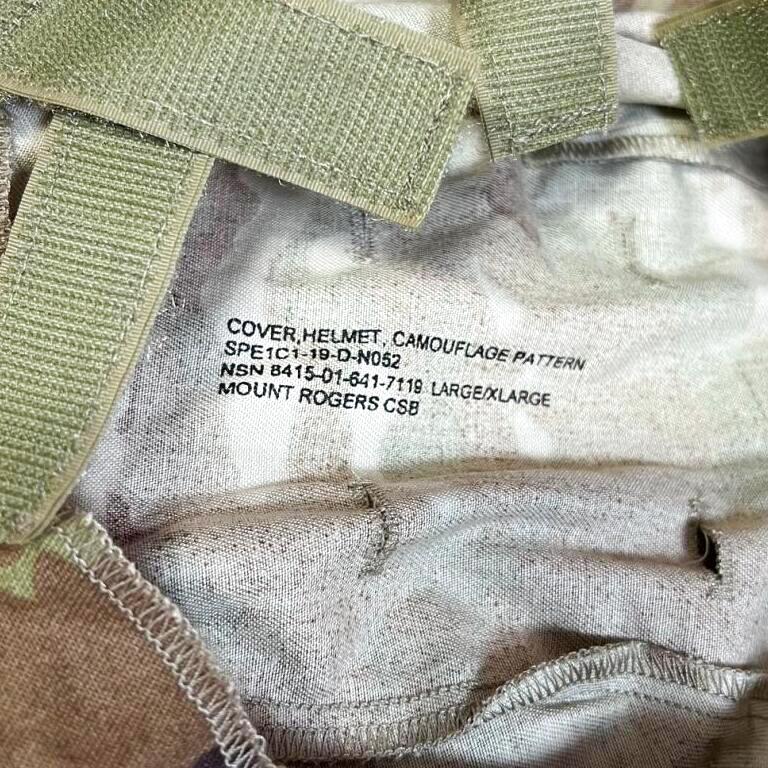 COVER,HELMET, CAMOUFLAGE PATTERN
SPE1C1-19-D-N052
NSN 8415-01-641-7119 LARGE/XLARGE
MOUNT ROGERS CSB